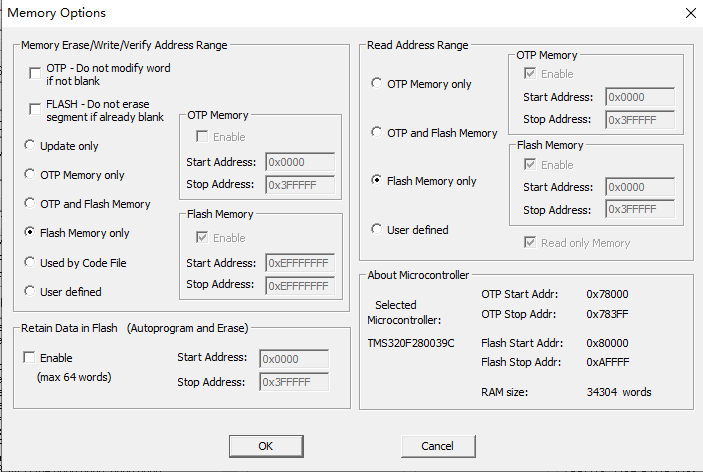 Memory Options
Memory Erase/Write/Verify Address Range
OTP - Do not modify word
if not blank
FLASH - Do not erase
segment if already blank
Update only
OTP Memory only
OTP and Flash Memory
Flash Memory only
Used by Code File
User defined
OTP Memory
Enable
Start Address: 0x0000
Stop Address: 0x3FFFFF
Flash Memory
Enable
Start Address: 0xEFFFFFFF
Stop Address: 0xEFFFFFFF
Retain Data in Flash (Autoprogram and Erase)
Enable
(max 64 words)
Start Address: 0x0000
Stop Address: 0x3FFFFF
Read Address Range
OTP Memory only
OTP and Flash Memory
Flash Memory only
User defined
OTP Memory
Enable
Start Address: 0x0000
Stop Address: 0x3FFFFF
Flash Memory
Enable
Start Address: 0x0000
Stop Address: 0x3FFFFF
Read only Memory
About Microcontroller
Selected
Microcontroller:
TMS320F280039C
OTP Start Addr: 0x78000
OTP Stop Addr: 0x783FF
Flash Start Addr: 0x80000
Flash Stop Addr: 0xAFFFF
RAM size: 34304 words
OK
Cancel